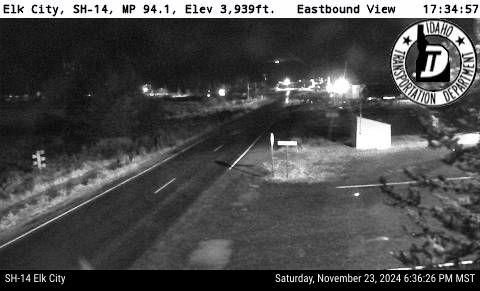 Elk City, SH-14, MP 94.1, Elev 3,939ft. Eastbound View 17:34:57
IDAHO
TRANSPORTATION DEPARTMENT
SH-14 Elk City Saturday, November 23, 2024 6:36:26 PM MST